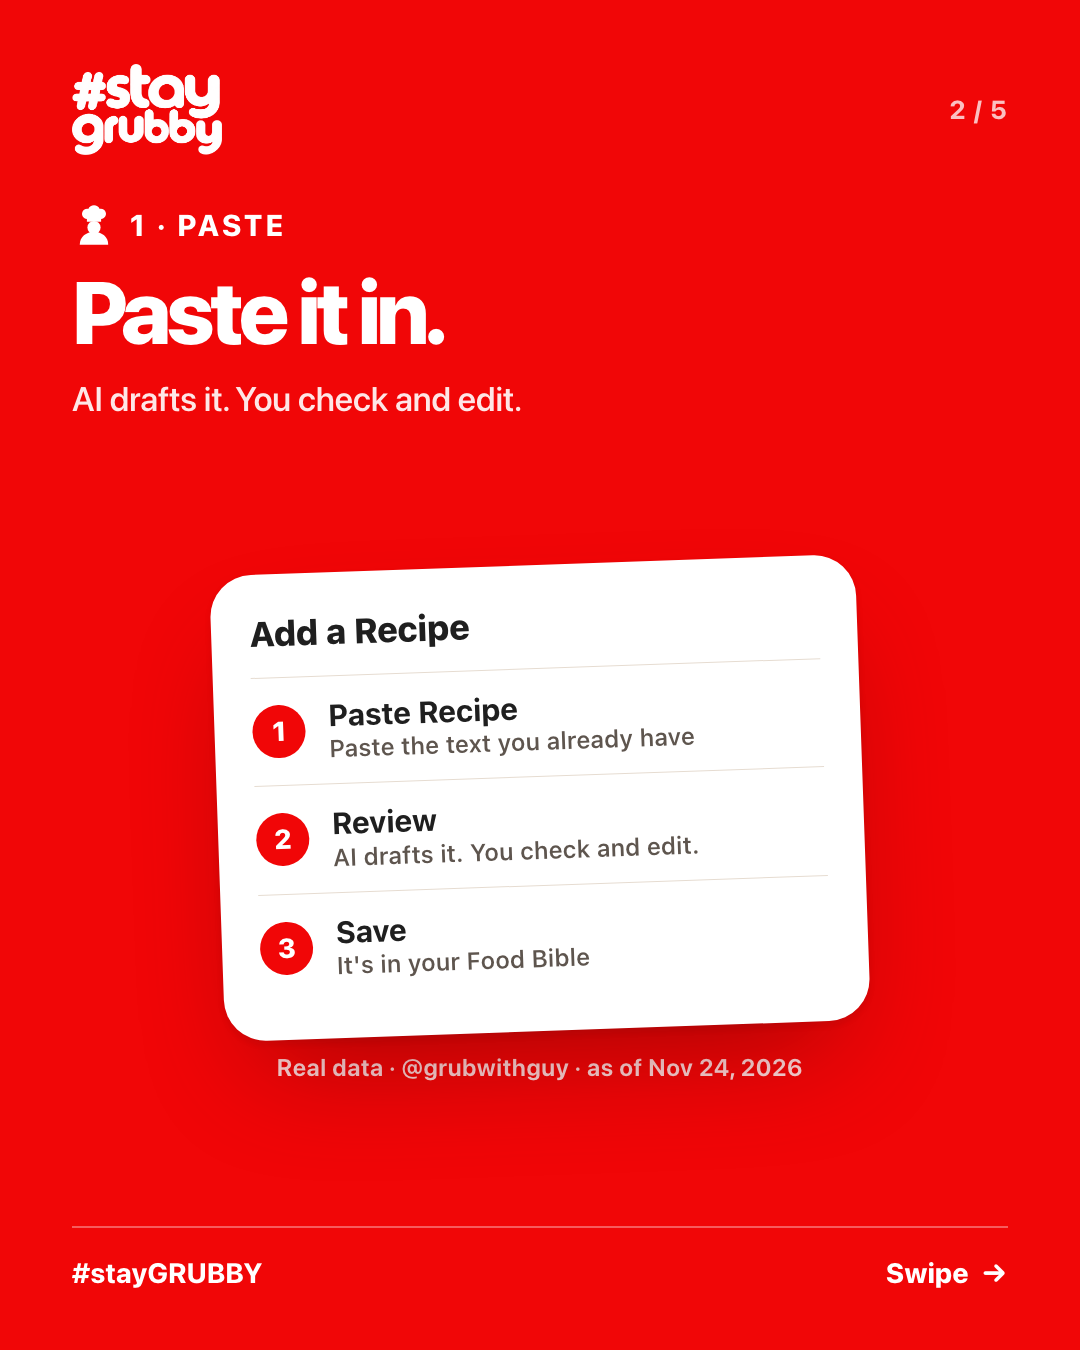 #stay
grubby
2 / 5
1 · PASTE
Paste it in.
AI drafts it. You check and edit.
Add a Recipe
1
Paste Recipe
Paste the text you already have
2
Review
AI drafts it. You check and edit.
3
Save
It's in your Food Bible
Real data · @grubwithguy · as of Nov 24, 2026
#stayGRUBBY
Swipe →